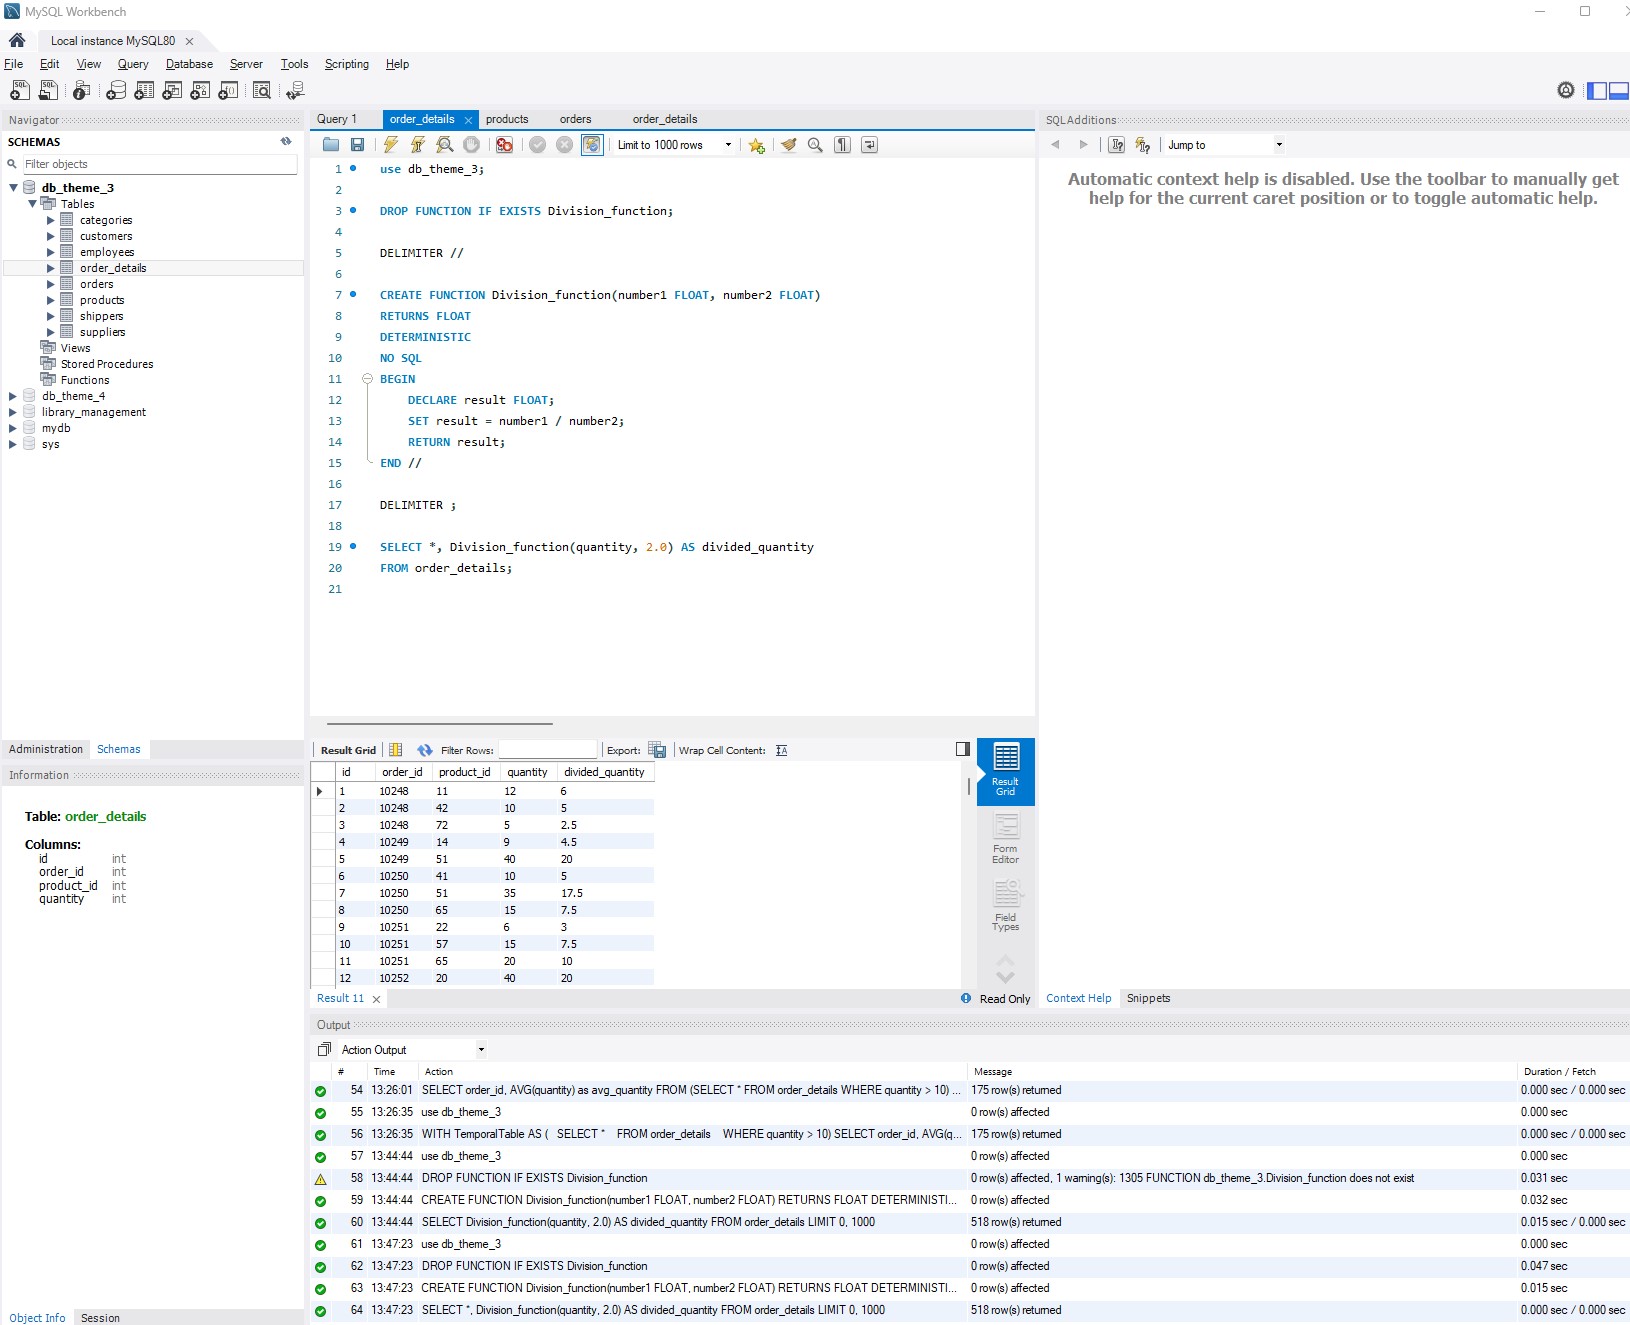 MySQL Workbench
Local instance MySQL80
File Edit View Query Database Server Tools Scripting Help
Navigator
SCHEMAS
Filter objects
db_theme_3
Tables
categories
customers
employees
order_details
orders
products
shippers
suppliers
Views
Stored Procedures
Functions
db_theme_4
library_management
mydb
sys
Administration Schemas
Information
Table: order_details
Columns:
id int
order_id int
product_id int
quantity int
Object Info Session
Query 1 order_details products orders order_details
Limit to 1000 rows
1 use db_theme_3;
2
3 DROP FUNCTION IF EXISTS Division_function;
4
5 DELIMITER //
6
7 CREATE FUNCTION Division_function(number1 FLOAT, number2 FLOAT)
8 RETURNS FLOAT
9 DETERMINISTIC
10 NO SQL
11 BEGIN
12 DECLARE result FLOAT;
13 SET result = number1 / number2;
14 RETURN result;
15 END //
16
17 DELIMITER ;
18
19 SELECT *, Division_function(quantity, 2.0) AS divided_quantity
20 FROM order_details;
21
Result Grid Filter Rows: Export: Wrap Cell Content:
id order_id product_id quantity divided_quantity
1 10248 11 12 6
2 10248 42 10 5
3 10248 72 5 2.5
4 10249 14 9 4.5
5 10249 51 40 20
6 10250 41 10 5
7 10250 51 35 17.5
8 10250 65 15 7.5
9 10251 22 6 3
10 10251 57 15 7.5
11 10251 65 20 10
12 10252 20 40 20
Result Grid
Form Editor
Field Types
Result 11 Read Only
SQLAdditions
Jump to
Automatic context help is disabled. Use the toolbar to manually get
help for the current caret position or to toggle automatic help.
Context Help Snippets
Output
Action Output
# Time Action Message Duration / Fetch
54 13:26:01 SELECT order_id, AVG(quantity) as avg_quantity FROM (SELECT * FROM order_details WHERE quantity > 10) ... 175 row(s) returned 0.000 sec / 0.000 sec
55 13:26:35 use db_theme_3 0 row(s) affected 0.000 sec
56 13:26:35 WITH TemporalTable AS ( SELECT * FROM order_details WHERE quantity > 10) SELECT order_id, AVG(q... 175 row(s) returned 0.000 sec / 0.000 sec
57 13:44:44 use db_theme_3 0 row(s) affected 0.000 sec
58 13:44:44 DROP FUNCTION IF EXISTS Division_function 0 row(s) affected, 1 warning(s): 1305 FUNCTION db_theme_3.Division_function does not exist 0.031 sec
59 13:44:44 CREATE FUNCTION Division_function(number1 FLOAT, number2 FLOAT) RETURNS FLOAT DETERMINISTI... 0 row(s) affected 0.032 sec
60 13:44:44 SELECT Division_function(quantity, 2.0) AS divided_quantity FROM order_details LIMIT 0, 1000 518 row(s) returned 0.015 sec / 0.000 sec
61 13:47:23 use db_theme_3 0 row(s) affected 0.000 sec
62 13:47:23 DROP FUNCTION IF EXISTS Division_function 0 row(s) affected 0.047 sec
63 13:47:23 CREATE FUNCTION Division_function(number1 FLOAT, number2 FLOAT) RETURNS FLOAT DETERMINISTI... 0 row(s) affected 0.015 sec
64 13:47:23 SELECT *, Division_function(quantity, 2.0) AS divided_quantity FROM order_details LIMIT 0, 1000 518 row(s) returned 0.000 sec / 0.000 sec